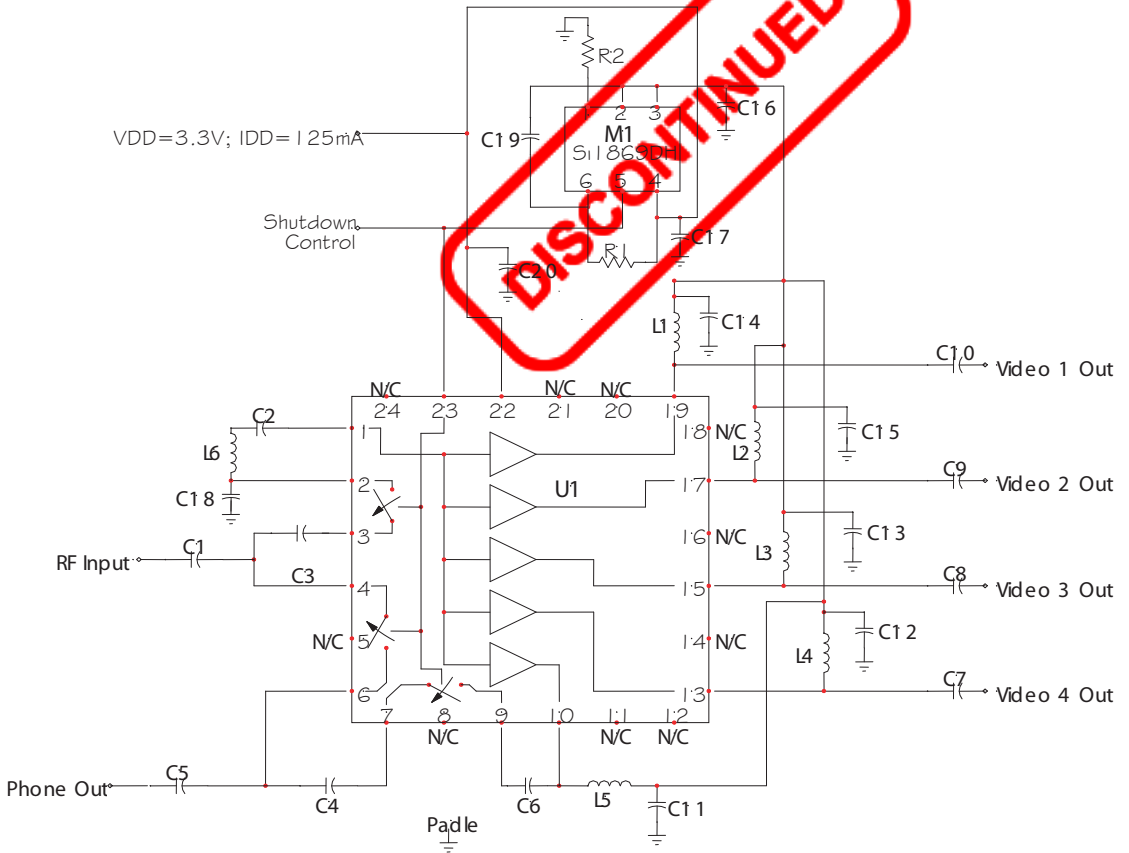 DISCONTINUED
R2
C16
1 2 3
VDD=3.3V; IDD=125mA
C19
M1
Si1869DH
6 5 4
Shutdown Control
C17
R1
C20
L1
C14
C10
Video 1 Out
N/C
N/C
N/C
24 23 22 21 20 19
C2
1
18
N/C
L2
C15
L6
U1
C9
2
17
Video 2 Out
C18
3
16
N/C
L3
C13
RF Input
C1
C3
4
15
C8
Video 3 Out
N/C
5
14
N/C
L4
C12
6
13
C7
Video 4 Out
7 8 9 10 11 12
N/C
N/C
N/C
Phone Out
C5
C4
C6
L5
C11
Padle